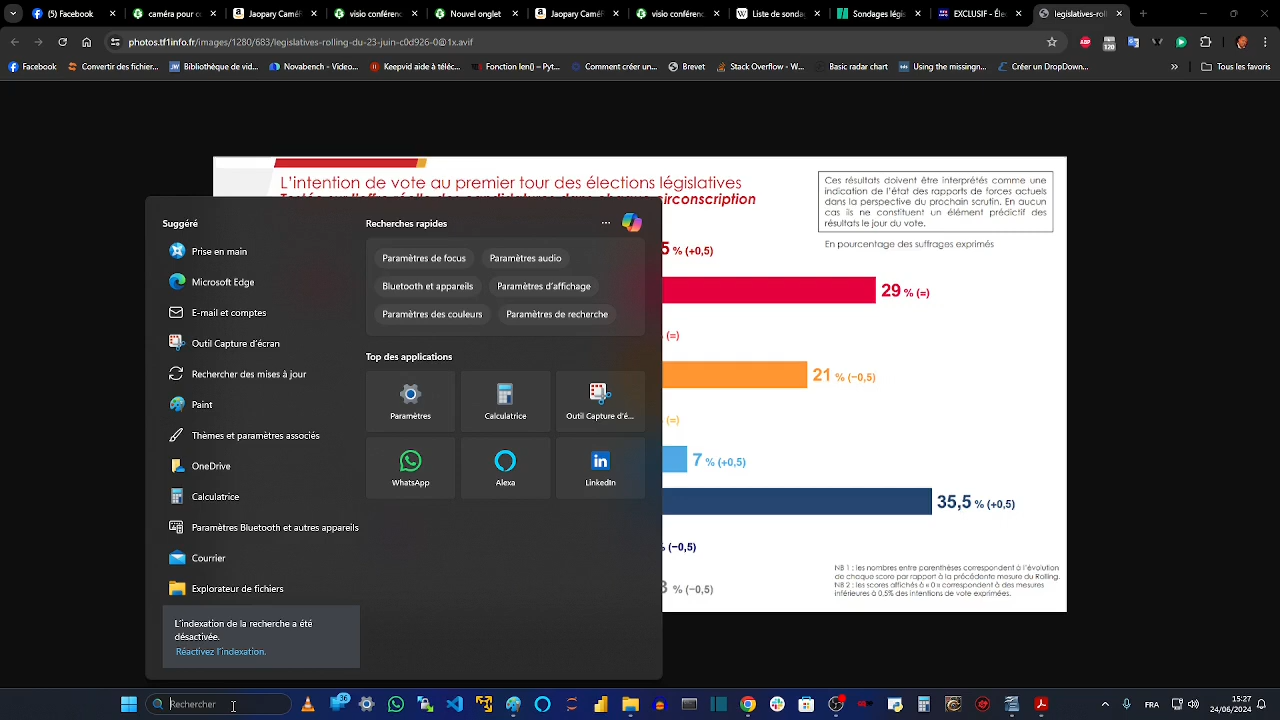 (5) Facebook
caméra pour c
Jaopary Caméi
visio conféren
Nouvel onglet
Jaopary Camér
visio conférenc
Liste de sonda
Sondages légis
EXCLUSIF - Éle
legislatives-roll
photos.tf1info.fr/images/1280/683/legislatives-rolling-du-23-juin-c0d926-0@1x.avif
Facebook
Convertir des fichier...
Bibliothèque de vid...
Novabench - Video...
Keepvid aide à téléc...
Fonction len() – Pyt...
Comment créer un...
Brevet
Stack Overflow - W...
Basic radar chart
Using the missingn...
Créer un DropDown...
Tous les favoris
L'intention de vote au premier tour des élections législatives
circonscription
Ces résultats doivent être interprétés comme une
indication de l'état des rapports de forces actuels
dans la perspective du prochain scrutin. En aucun
cas ils ne constituent un élément prédictif des
résultats le jour du vote.
En pourcentage des suffrages exprimés
5 % (+0,5)
29 % (=)
(=)
21 % (−0,5)
(=)
7 % (+0,5)
35,5 % (+0,5)
% (−0,5)
% (−0,5)
NB 1 : les nombres entre parenthèses correspondent à l'évolution
de chaque score par rapport à la précédente mesure du Rolling.
NB 2 : les scores affichés à « 0 » correspondent à des mesures
inférieures à 0,5% des intentions de vote exprimées.
Suggéré
Prise en main
Microsoft Edge
E-mail et comptes
Outil Capture d'écran
Rechercher des mises à jour
Paint
Thèmes et paramètres associés
OneDrive
Calculatrice
Paramètres Bluetooth et appareils
Courrier
Explorateur de fichiers
L'indexation de la recherche a été
désactivée.
Réactivez l'indexation.
Recherches rapides
Paramètres de focus
Paramètres audio
Bluetooth et appareils
Paramètres d'affichage
Paramètres des couleurs
Paramètres de recherche
Top des applications
Paramètres
Calculatrice
Outil Capture d'é...
WhatsApp
Alexa
LinkedIn
Rechercher
36
FRA
15:27
24/06/2024